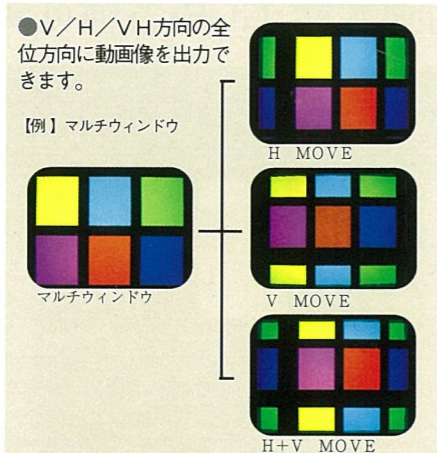 ●V/H/VH方向の全
位方向に動画像を出力で
きます。
【例】マルチウィンドウ
H MOVE
マルチウィンドウ
V MOVE
H+V MOVE